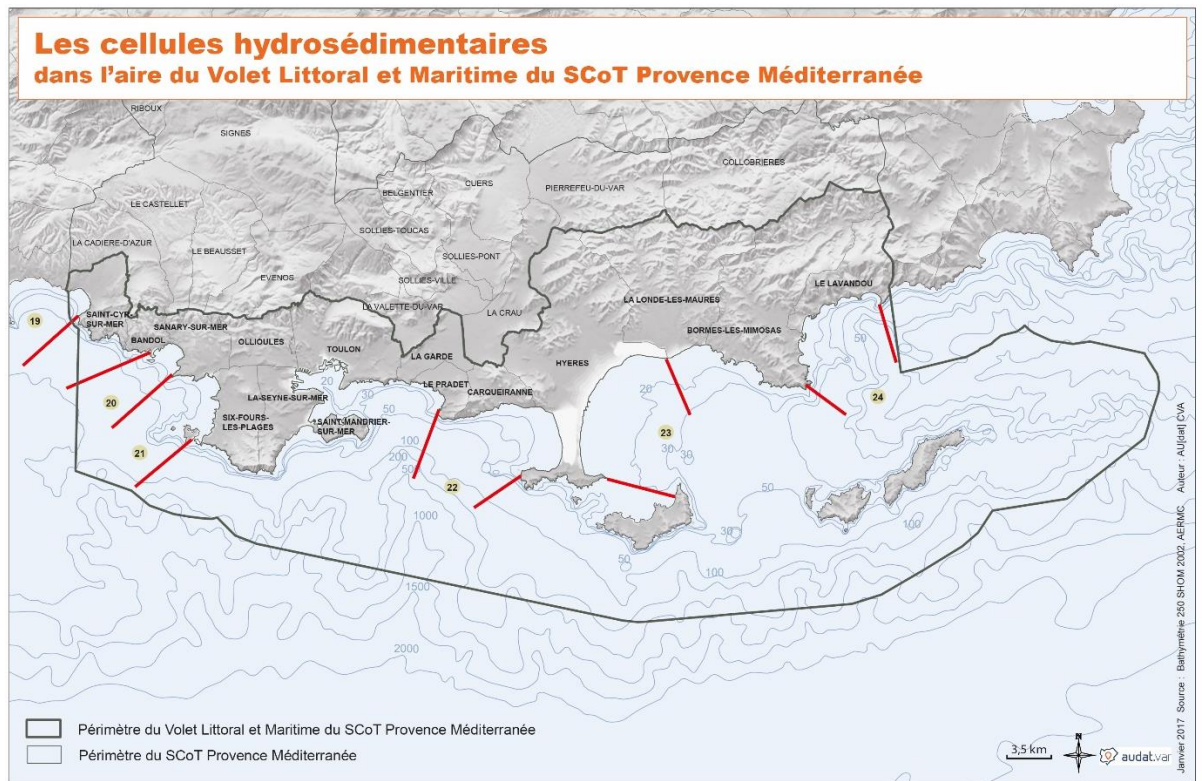 Les cellules hydrosédimentaires
dans l'aire du Volet Littoral et Maritime du SCoT Provence Méditerranée
RIBOUX
SIGNES
COLLOBRIERES
CUERS
PIERREFEU-DU-VAR
BELGENTIER
LE CASTELLET
SOLLIES-TOUCAS
LA CADIERE-D'AZUR
LE BEAUSSET
SOLLIES-PONT
EVENOS
SOLLIES-VILLE
LE LAVANDOU
LA VALETTE-DU-VAR
LA LONDE-LES-MAURES
LA CRAU
19
SAINT-CYR-
SUR-MER
SANARY-SUR-MER
BORMES-LES-MIMOSAS
BANDOL
OLLIOULES
TOULON
50
LA GARDE
HYERES
20
LE PRADET
30
20
CARQUEIRANNE
LA-SEYNE-SUR-MER
24
20
50
SIX-FOURS-
LES-PLAGES
SAINT-MANDRIER-
SUR-MER
23
100
30
30
21
200
500
22
50
1000
30
100
50
100
1500
2000
Périmètre du Volet Littoral et Maritime du SCoT Provence Méditerranée
Périmètre du SCoT Provence Méditerranée
3,5 km
N
audat.var
Janvier 2017 Source : Bathymétrie 250 SHOM 2002, AERMC, Auteur : AU[dat] CVA